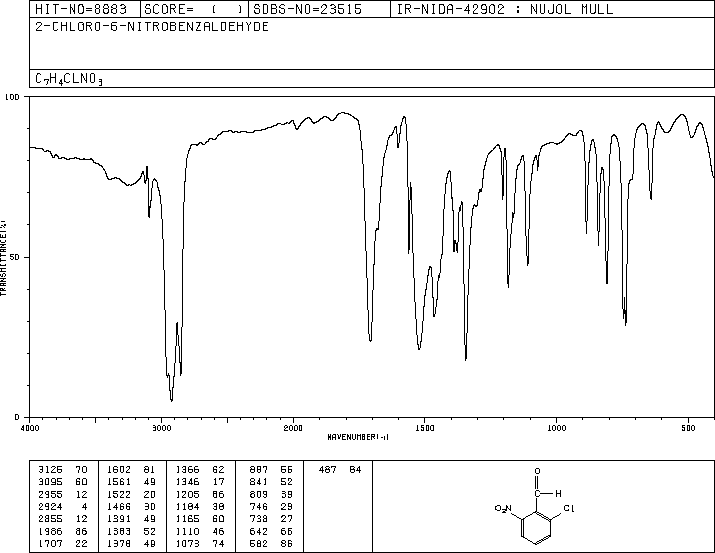 HIT-NO=8883 SCORE= ( ) SDBS-NO=23515 IR-NIDA-42902 : NUJOL MULL
2-CHLORO-6-NITROBENZALDEHYDE
C7H4CLNO3
100
50
0
TRANSMITTANCE(%)
4000 3000 2000 1500 1000 500
WAVENUMBER(-1)
3125 70 1602 81 1366 62 887 55 487 84
3095 60 1561 49 1346 17 841 52
2955 12 1522 20 1205 66 809 39
2924 4 1466 30 1184 38 746 29
2855 12 1391 49 1165 60 738 27
1986 86 1383 52 1110 46 642 66
1707 22 1378 49 1073 74 582 86
O
C—H
O2N
Cl